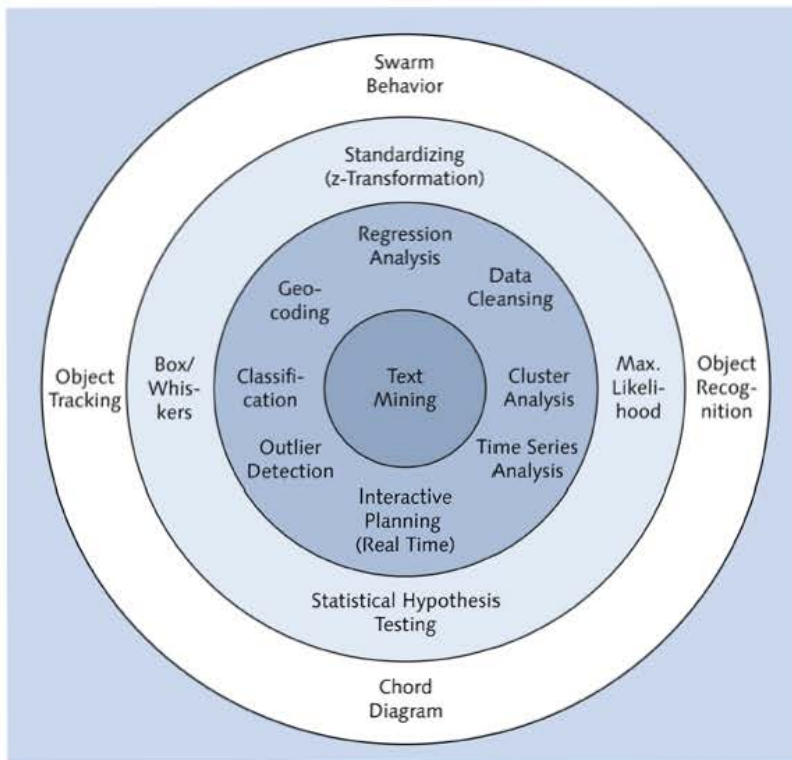 Swarm
Behavior
Standardizing
(z-Transformation)
Regression
Analysis
Geo-
coding
Data
Cleansing
Object
Tracking
Box/
Whis-
kers
Classifi-
cation
Text
Mining
Cluster
Analysis
Max.
Likeli-
hood
Object
Recog-
nition
Outlier
Detection
Time Series
Analysis
Interactive
Planning
(Real Time)
Statistical Hypothesis
Testing
Chord
Diagram